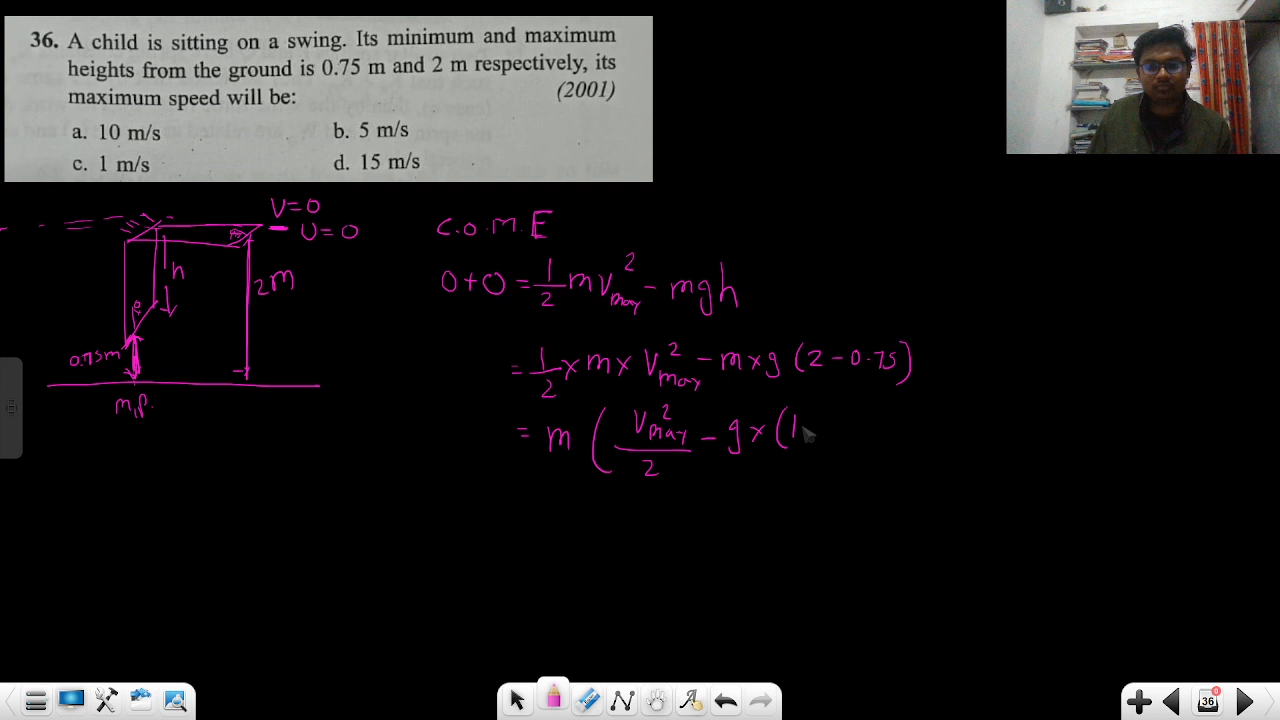 36. A child is sitting on a swing. Its minimum and maximum
heights from the ground is 0.75 m and 2 m respectively, its
maximum speed will be: (2001)
a. 10 m/s b. 5 m/s
c. 1 m/s d. 15 m/s
V=0
U=0
h
2m
0.75m
m.p.
C.O.M.E
0+0 = 1/2 mv²max - mgh
= 1/2 × m × V²max - m×g (2-0.75)
= m ( V²max/2 - g×(1
36